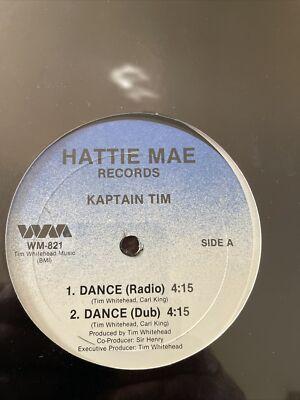 HATTIE MAE
RECORDS
KAPTAIN TIM
WM
WM-821
Tim Whitehead Music
(BMI)
SIDE A
1. DANCE (Radio) 4:15
(Tim Whitehead, Carl King)
2. DANCE (Dub) 4:15
(Tim Whitehead, Carl King)
Produced by Tim Whitehead
Co-Producer: Sir Henry
Executive Producer: Tim Whitehead